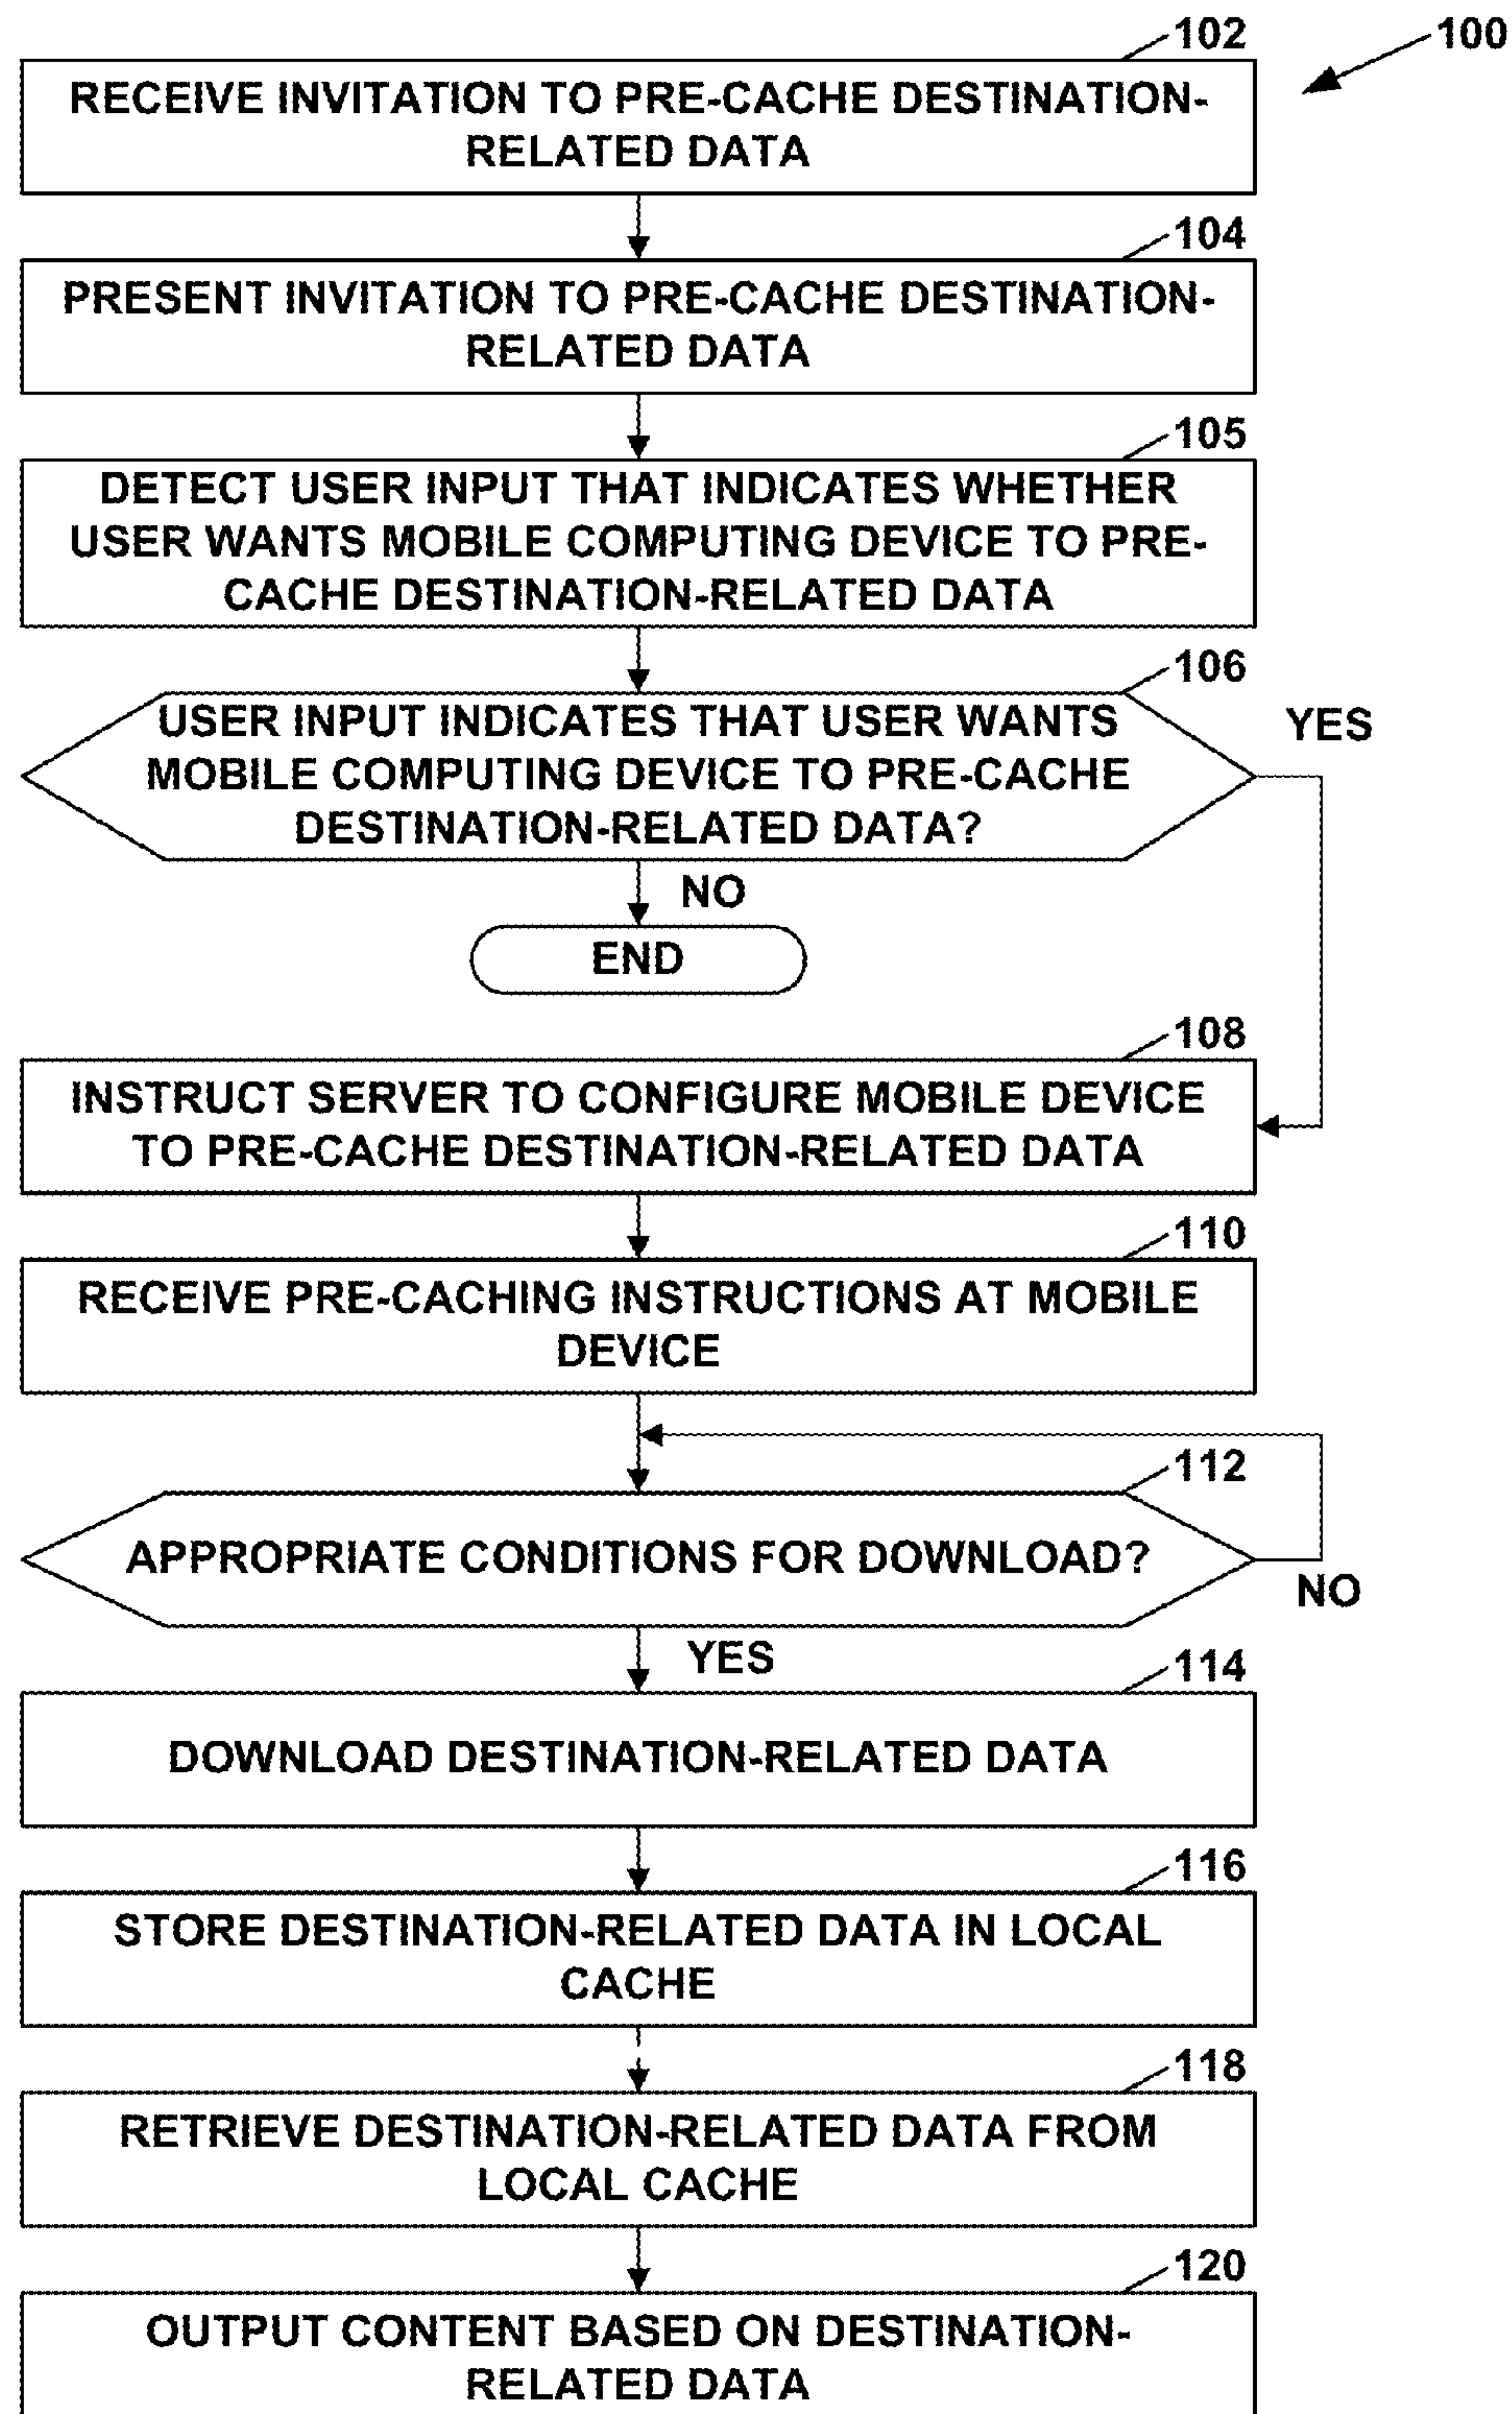 102
100
RECEIVE INVITATION TO PRE-CACHE DESTINATION-
RELATED DATA
104
PRESENT INVITATION TO PRE-CACHE DESTINATION-
RELATED DATA
105
DETECT USER INPUT THAT INDICATES WHETHER
USER WANTS MOBILE COMPUTING DEVICE TO PRE-
CACHE DESTINATION-RELATED DATA
106
USER INPUT INDICATES THAT USER WANTS
MOBILE COMPUTING DEVICE TO PRE-CACHE
DESTINATION-RELATED DATA?
YES
NO
END
108
INSTRUCT SERVER TO CONFIGURE MOBILE DEVICE
TO PRE-CACHE DESTINATION-RELATED DATA
110
RECEIVE PRE-CACHING INSTRUCTIONS AT MOBILE
DEVICE
112
APPROPRIATE CONDITIONS FOR DOWNLOAD?
NO
YES
114
DOWNLOAD DESTINATION-RELATED DATA
116
STORE DESTINATION-RELATED DATA IN LOCAL
CACHE
118
RETRIEVE DESTINATION-RELATED DATA FROM
LOCAL CACHE
120
OUTPUT CONTENT BASED ON DESTINATION-
RELATED DATA